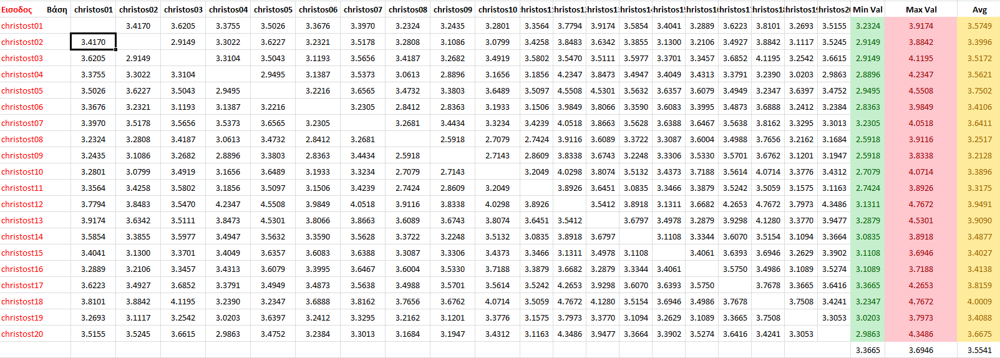 Εισοδος Βάση christos01 christos02 christos03 christos04 christos05 christos06 christos07 christos08 christos09 christos10 Min Val Max Val Avg
christost01 3.4170 3.6205 3.3755 3.5026 3.3676 3.3970 3.2324 3.2435 3.2801 3.3564 3.7794 3.9174 3.5854 3.4041 3.2889 3.6223 3.8101 3.2693 3.5155 3.2324 3.9174 3.5749
christost02 3.4170 2.9149 3.3022 3.6227 3.2321 3.5178 3.2808 3.1086 3.0799 3.4258 3.8483 3.6342 3.3855 3.1300 3.2106 3.4927 3.8842 3.1117 3.5245 2.9149 3.8842 3.3996
christost03 3.6205 2.9149 3.3104 3.5043 3.1193 3.5656 3.4187 3.2682 3.4919 3.5802 3.5470 3.5111 3.5977 3.3701 3.3457 3.6852 4.1195 3.2542 3.6615 2.9149 4.1195 3.5172
christost04 3.3755 3.3022 3.3104 2.9495 3.1387 3.5373 3.0613 2.8896 3.1656 3.1856 4.2347 3.8473 3.4947 3.4049 3.4313 3.3791 3.2390 3.0203 2.9863 2.8896 4.2347 3.5621
christost05 3.5026 3.6227 3.5043 2.9495 3.2216 3.6565 3.4732 3.3803 3.6489 3.5097 4.5508 4.5301 3.5632 3.6357 3.6079 3.4949 3.2347 3.6397 3.4752 2.9495 4.5508 3.7502
christost06 3.3676 3.2321 3.1193 3.1387 3.2216 3.2305 2.8412 2.8363 3.1933 3.1506 3.9849 3.8066 3.3590 3.6083 3.3995 3.4873 3.6888 3.2412 3.2384 2.8363 3.9849 3.4106
christost07 3.3970 3.5178 3.5656 3.5373 3.6565 3.2305 3.2681 3.4434 3.3234 3.4239 4.0518 3.8663 3.5628 3.6388 3.6467 3.5638 3.8162 3.3295 3.3013 3.2305 4.0518 3.6411
christost08 3.2324 3.2808 3.4187 3.0613 3.4732 2.8412 3.2681 2.5918 2.7079 2.7424 3.9116 3.6089 3.3722 3.3087 3.6004 3.4988 3.7656 3.2162 3.1684 2.5918 3.9116 3.2517
christost09 3.2435 3.1086 3.2682 2.8896 3.3803 2.8363 3.4434 2.5918 2.7143 2.8609 3.8338 3.6743 3.2248 3.3306 3.5330 3.5701 3.6762 3.1201 3.1947 2.5918 3.8338 3.2128
christost10 3.2801 3.0799 3.4919 3.1656 3.6489 3.1933 3.3234 2.7079 2.7143 3.2049 4.0298 3.8074 3.5132 3.4373 3.7188 3.5614 4.0714 3.3776 3.4312 2.7079 4.0714 3.3896
christost11 3.3564 3.4258 3.5802 3.1856 3.5097 3.1506 3.4239 2.7424 2.8609 3.2049 3.8926 3.6451 3.0835 3.3466 3.3879 3.5242 3.5059 3.1575 3.1163 2.7424 3.8926 3.3175
christost12 3.7794 3.8483 3.5470 4.2347 4.5508 3.9849 4.0518 3.9116 3.8338 4.0298 3.8926 3.5412 3.8918 3.1311 3.6682 4.2653 4.7672 3.7973 4.3486 3.1311 4.7672 3.9491
christost13 3.9174 3.6342 3.5111 3.8473 4.5301 3.8066 3.8663 3.6089 3.6743 3.8074 3.6451 3.5412 3.6797 3.4978 3.2879 3.9298 4.1280 3.3770 3.9477 3.2879 4.5301 3.9090
christost14 3.5854 3.3855 3.5977 3.4947 3.5632 3.3590 3.5628 3.3722 3.2248 3.5132 3.0835 3.8918 3.6797 3.1108 3.3344 3.6070 3.5154 3.1094 3.3664 3.0835 3.8918 3.4877
christost15 3.4041 3.1300 3.3701 3.4049 3.6357 3.6083 3.6388 3.3087 3.3306 3.4373 3.3466 3.1311 3.4978 3.1108 3.4061 3.6393 3.6946 3.2629 3.3902 3.1108 3.6946 3.4027
christost16 3.2889 3.2106 3.3457 3.4313 3.6079 3.3995 3.6467 3.6004 3.5330 3.7188 3.3879 3.6682 3.2879 3.3344 3.4061 3.5750 3.4986 3.1089 3.5274 3.1089 3.7188 3.4138
christost17 3.6223 3.4927 3.6852 3.3791 3.4949 3.4873 3.5638 3.4988 3.5701 3.5614 3.5242 4.2653 3.9298 3.6070 3.6393 3.5750 3.7678 3.3665 3.6416 3.3665 4.2653 3.8159
christost18 3.8101 3.8842 4.1195 3.2390 3.2347 3.6888 3.8162 3.7656 3.6762 4.0714 3.5059 4.7672 4.1280 3.5154 3.6946 3.4986 3.7678 3.7508 3.4241 3.2347 4.7672 4.0009
christost19 3.2693 3.1117 3.2542 3.0203 3.6397 3.2412 3.3295 3.2162 3.1201 3.3776 3.1575 3.7973 3.3770 3.1094 3.2629 3.1089 3.3665 3.7508 3.3053 3.0203 3.7973 3.4088
christost20 3.5155 3.5245 3.6615 2.9863 3.4752 3.2384 3.3013 3.1684 3.1947 3.4312 3.1163 4.3486 3.9477 3.3664 3.3902 3.5274 3.6416 3.4241 3.3053 2.9863 4.3486 3.6675
3.3665 3.6946 3.5541